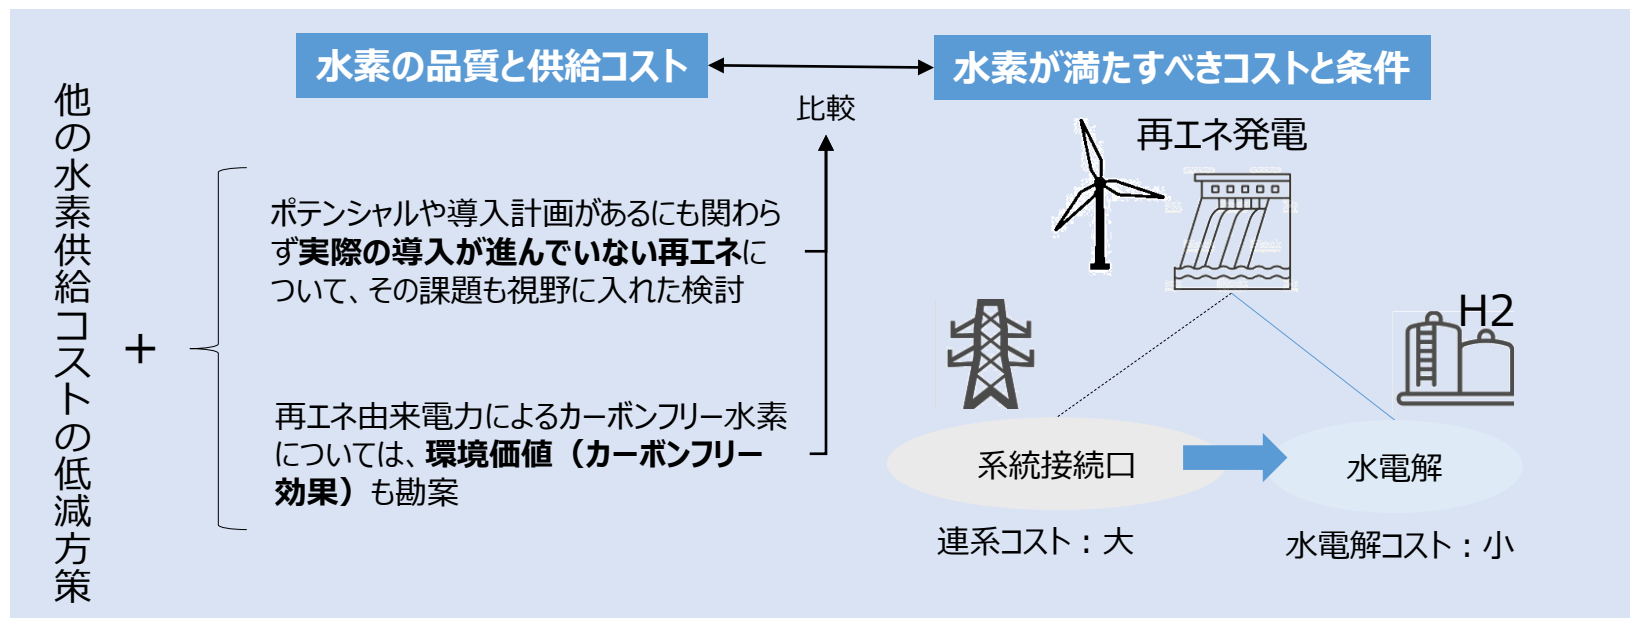 水素の品質と供給コスト
水素が満たすべきコストと条件
比較
他の水素供給コストの低減方策
+
ポテンシャルや導入計画があるにも関わら
ず実際の導入が進んでいない再エネに
ついて、その課題も視野に入れた検討
再エネ由来電力によるカーボンフリー水素
については、環境価値（カーボンフリー
効果）も勘案
再エネ発電
H2
系統接続口
水電解
連系コスト：大
水電解コスト：小